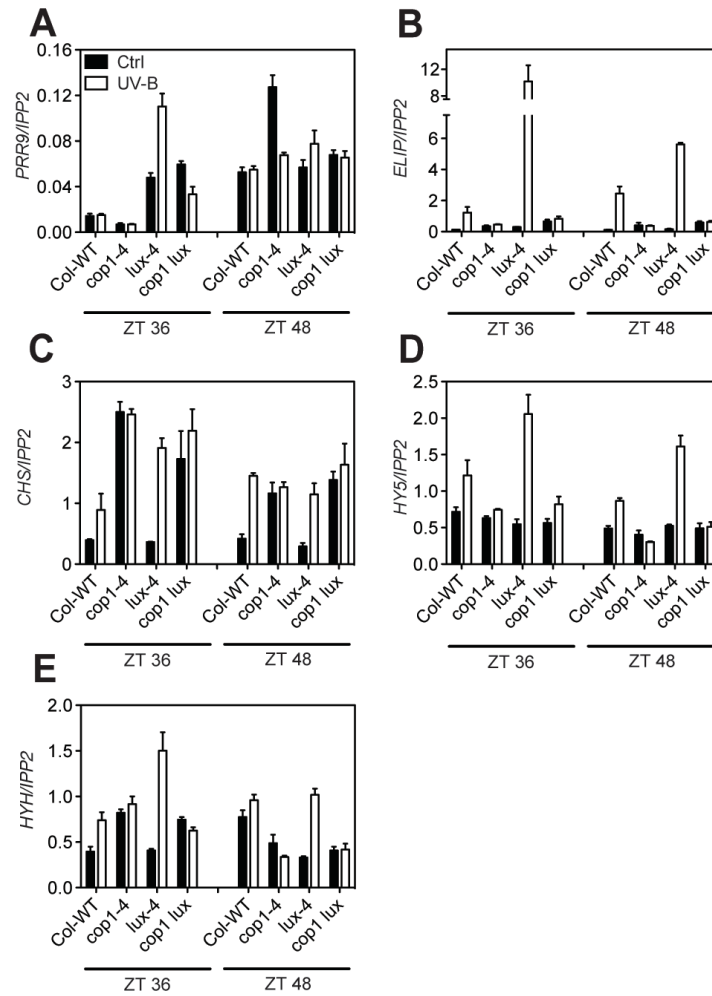 A
PRR9/IPP2
0.16
0.12
0.08
0.04
0.00
Ctrl
UV-B
Col-WT
cop1-4
lux-4
cop1 lux
Col-WT
cop1-4
lux-4
cop1 lux
ZT 36
ZT 48
B
ELIP/IPP2
12
8
6
4
2
0
Col-WT
cop1-4
lux-4
cop1 lux
Col-WT
cop1-4
lux-4
cop1 lux
ZT 36
ZT 48
C
CHS/IPP2
3
2
1
0
Col-WT
cop1-4
lux-4
cop1 lux
Col-WT
cop1-4
lux-4
cop1 lux
ZT 36
ZT 48
D
HY5/IPP2
2.5
2.0
1.5
1.0
0.5
0.0
Col-WT
cop1-4
lux-4
cop1 lux
Col-WT
cop1-4
lux-4
cop1 lux
ZT 36
ZT 48
E
HYH/IPP2
2.0
1.5
1.0
0.5
0.0
Col-WT
cop1-4
lux-4
cop1 lux
Col-WT
cop1-4
lux-4
cop1 lux
ZT 36
ZT 48